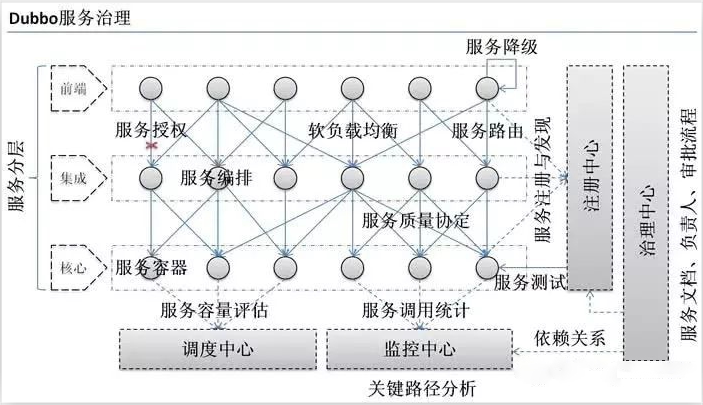 Dubbo服务治理
服务降级
前端
服务授权
软负载均衡
服务路由
服务分层
集成
服务编排
服务注册与发现
注册中心
治理中心
服务文档、负责人、审批流程
服务质量协定
核心
服务容器
服务测试
服务容量评估
服务调用统计
调度中心
监控中心
依赖关系
关键路径分析